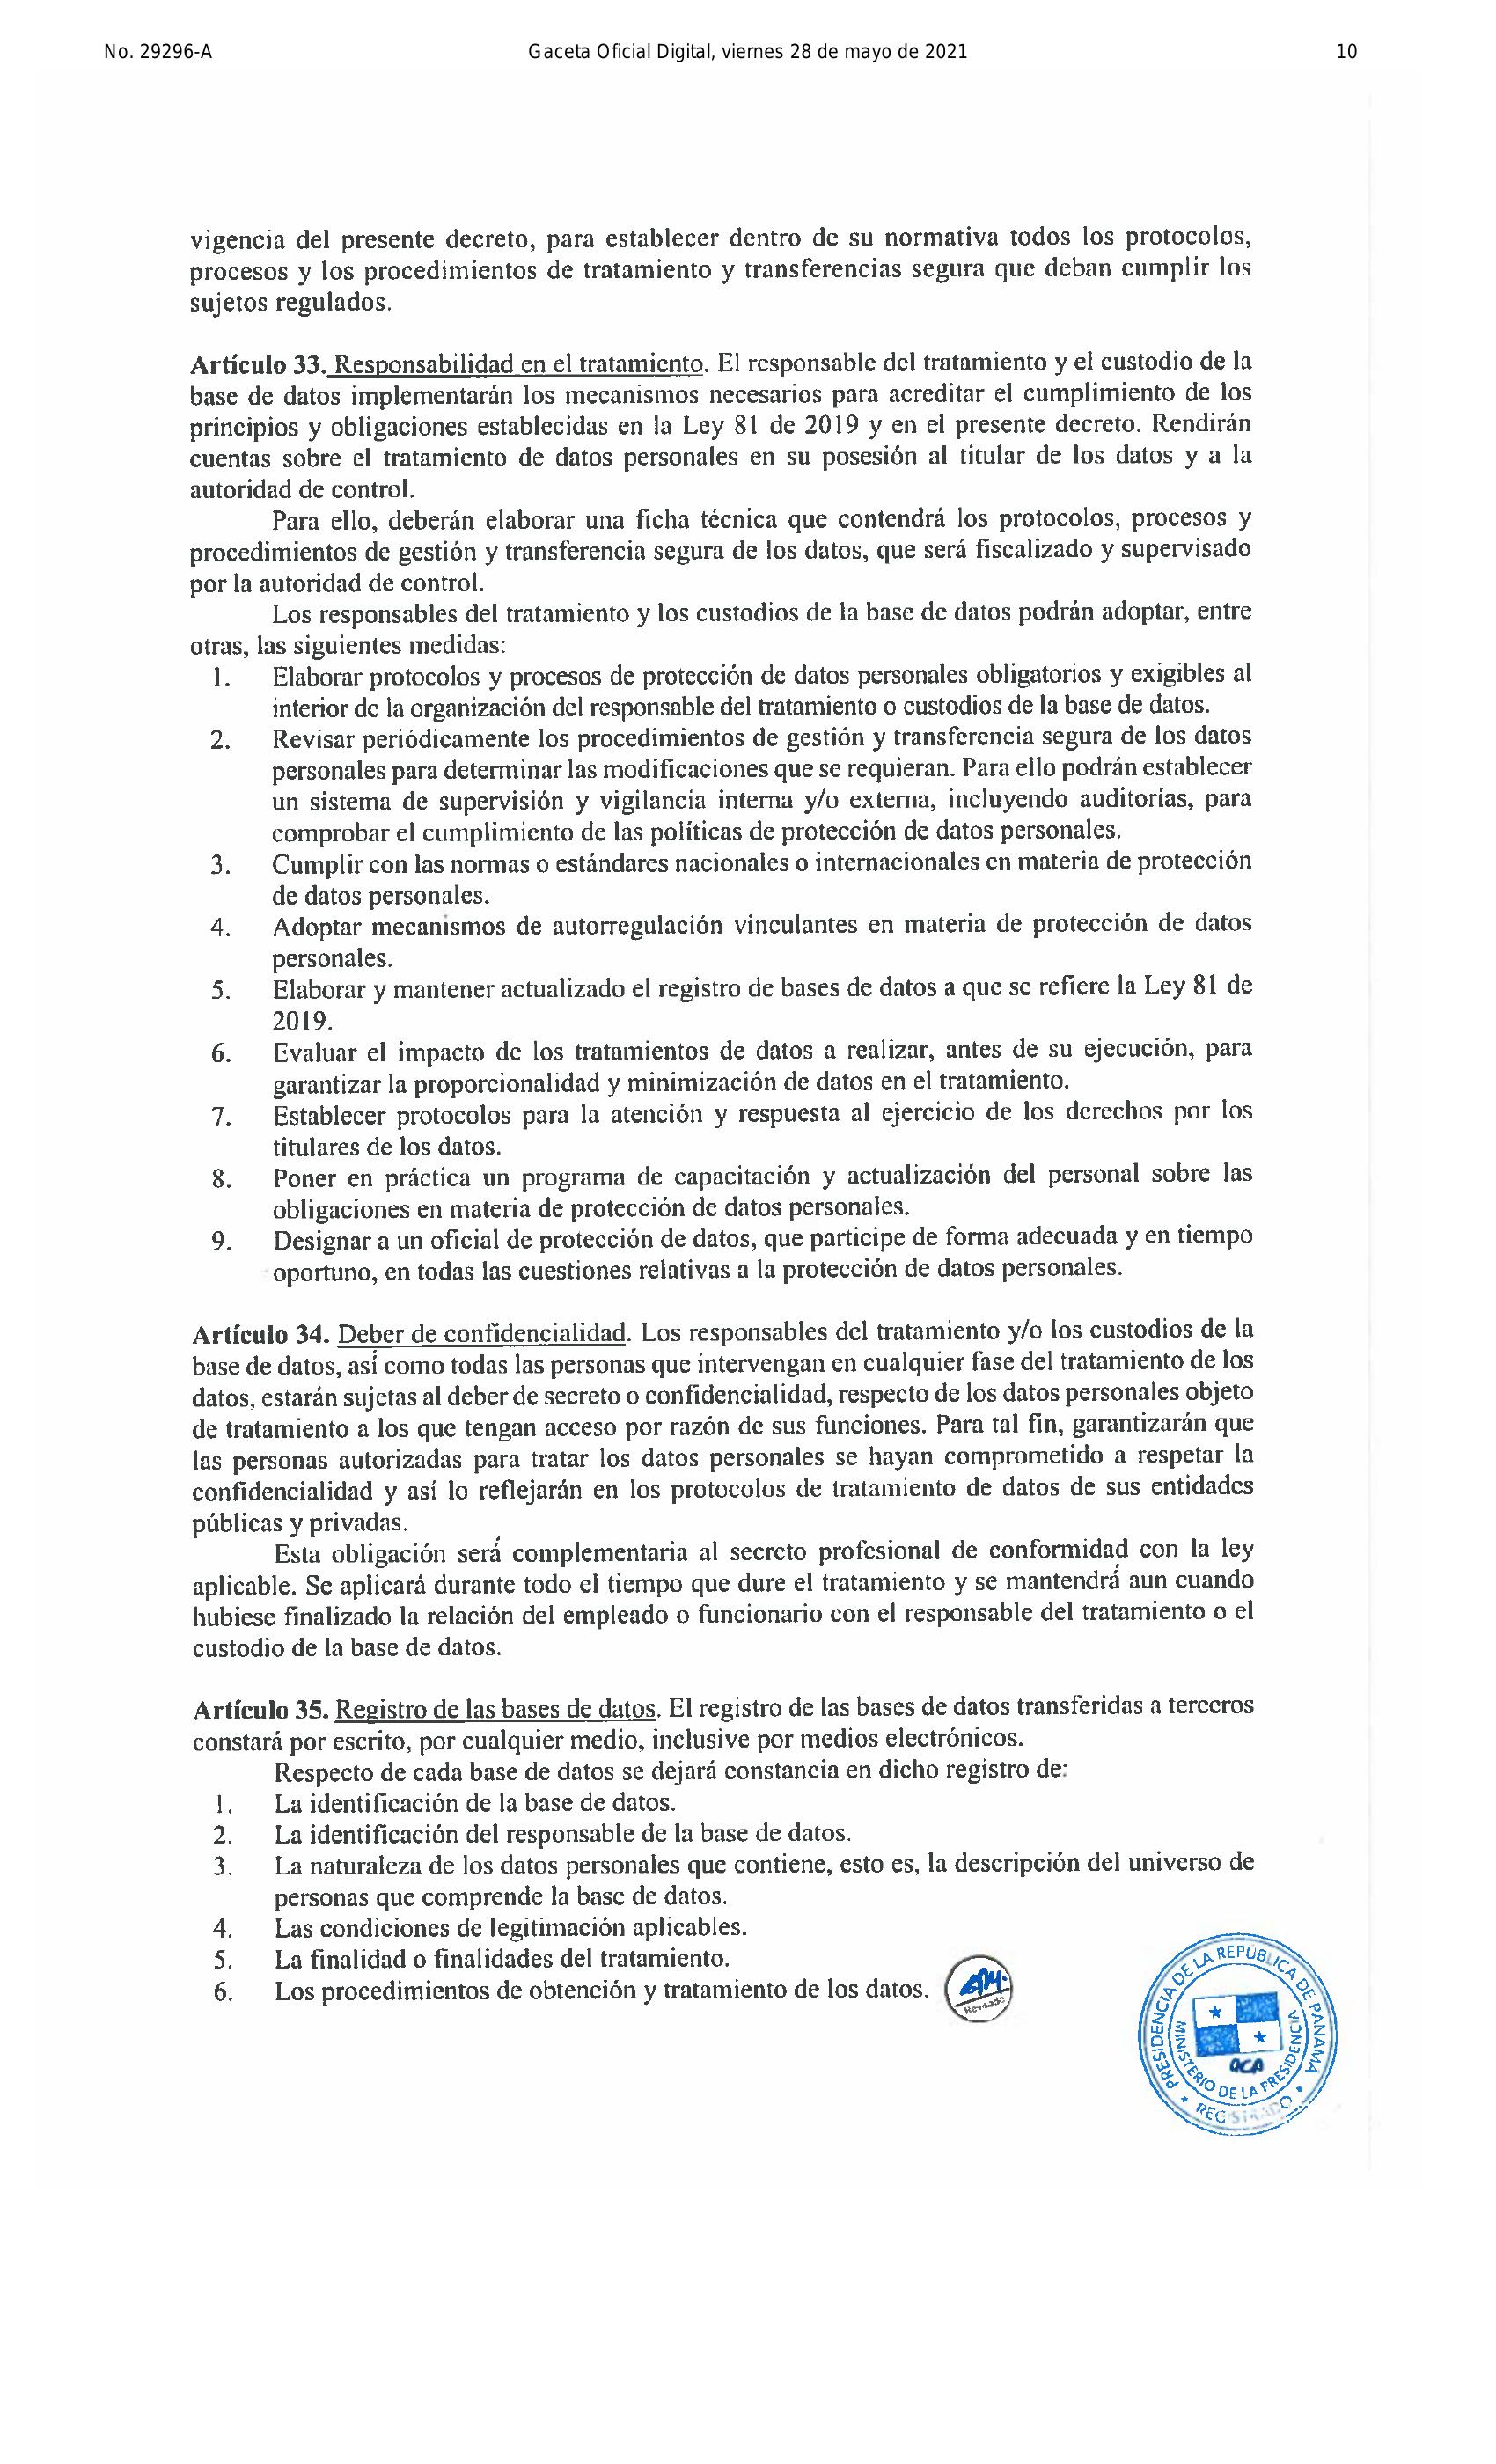 No. 29296-A
Gaceta Oficial Digital, viernes 28 de mayo de 2021
10
vigencia del presente decreto, para establecer dentro de su normativa todos los protocolos,
procesos y los procedimientos de tratamiento y transferencias segura que deban cumplir los
sujetos regulados.
Artículo 33. Responsabilidad en el tratamiento. El responsable del tratamiento y el custodio de la
base de datos implementarán los mecanismos necesarios para acreditar el cumplimiento de los
principios y obligaciones establecidas en la Ley 81 de 2019 y en el presente decreto. Rendirán
cuentas sobre el tratamiento de datos personales en su posesión al titular de los datos y a la
autoridad de control.
Para ello, deberán elaborar una ficha técnica que contendrá los protocolos, procesos y
procedimientos de gestión y transferencia segura de los datos, que será fiscalizado y supervisado
por la autoridad de control.
Los responsables del tratamiento y los custodios de la base de datos podrán adoptar, entre
otras, las siguientes medidas:
1. Elaborar protocolos y procesos de protección de datos personales obligatorios y exigibles al
interior de la organización del responsable del tratamiento o custodios de la base de datos.
2. Revisar periódicamente los procedimientos de gestión y transferencia segura de los datos
personales para determinar las modificaciones que se requieran. Para ello podrán establecer
un sistema de supervisión y vigilancia interna y/o externa, incluyendo auditorías, para
comprobar el cumplimiento de las políticas de protección de datos personales.
3. Cumplir con las normas o estándares nacionales o internacionales en materia de protección
de datos personales.
4. Adoptar mecanismos de autorregulación vinculantes en materia de protección de datos
personales.
5. Elaborar y mantener actualizado el registro de bases de datos a que se refiere la Ley 81 de
2019.
6. Evaluar el impacto de los tratamientos de datos a realizar, antes de su ejecución, para
garantizar la proporcionalidad y minimización de datos en el tratamiento.
7. Establecer protocolos para la atención y respuesta al ejercicio de los derechos por los
titulares de los datos.
8. Poner en práctica un programa de capacitación y actualización del personal sobre las
obligaciones en materia de protección de datos personales.
9. Designar a un oficial de protección de datos, que participe de forma adecuada y en tiempo
oportuno, en todas las cuestiones relativas a la protección de datos personales.
Artículo 34. Deber de confidencialidad. Los responsables del tratamiento y/o los custodios de la
base de datos, así como todas las personas que intervengan en cualquier fase del tratamiento de los
datos, estarán sujetas al deber de secreto o confidencialidad, respecto de los datos personales objeto
de tratamiento a los que tengan acceso por razón de sus funciones. Para tal fin, garantizarán que
las personas autorizadas para tratar los datos personales se hayan comprometido a respetar la
confidencialidad y así lo reflejarán en los protocolos de tratamiento de datos de sus entidades
públicas y privadas.
Esta obligación será complementaria al secreto profesional de conformidad con la ley
aplicable. Se aplicará durante todo el tiempo que dure el tratamiento y se mantendrá aun cuando
hubiese finalizado la relación del empleado o funcionario con el responsable del tratamiento o el
custodio de la base de datos.
Artículo 35. Registro de las bases de datos. El registro de las bases de datos transferidas a terceros
constará por escrito, por cualquier medio, inclusive por medios electrónicos.
Respecto de cada base de datos se dejará constancia en dicho registro de:
1. La identificación de la base de datos.
2. La identificación del responsable de la base de datos.
3. La naturaleza de los datos personales que contiene, esto es, la descripción del universo de
personas que comprende la base de datos.
4. Las condiciones de legitimación aplicables.
5. La finalidad o finalidades del tratamiento.
6. Los procedimientos de obtención y tratamiento de los datos.
Revisado
PRESIDENCIA DE LA REPÚBLICA DE PANAMÁ
MINISTERIO DE LA PRESIDENCIA
REGISTRADO